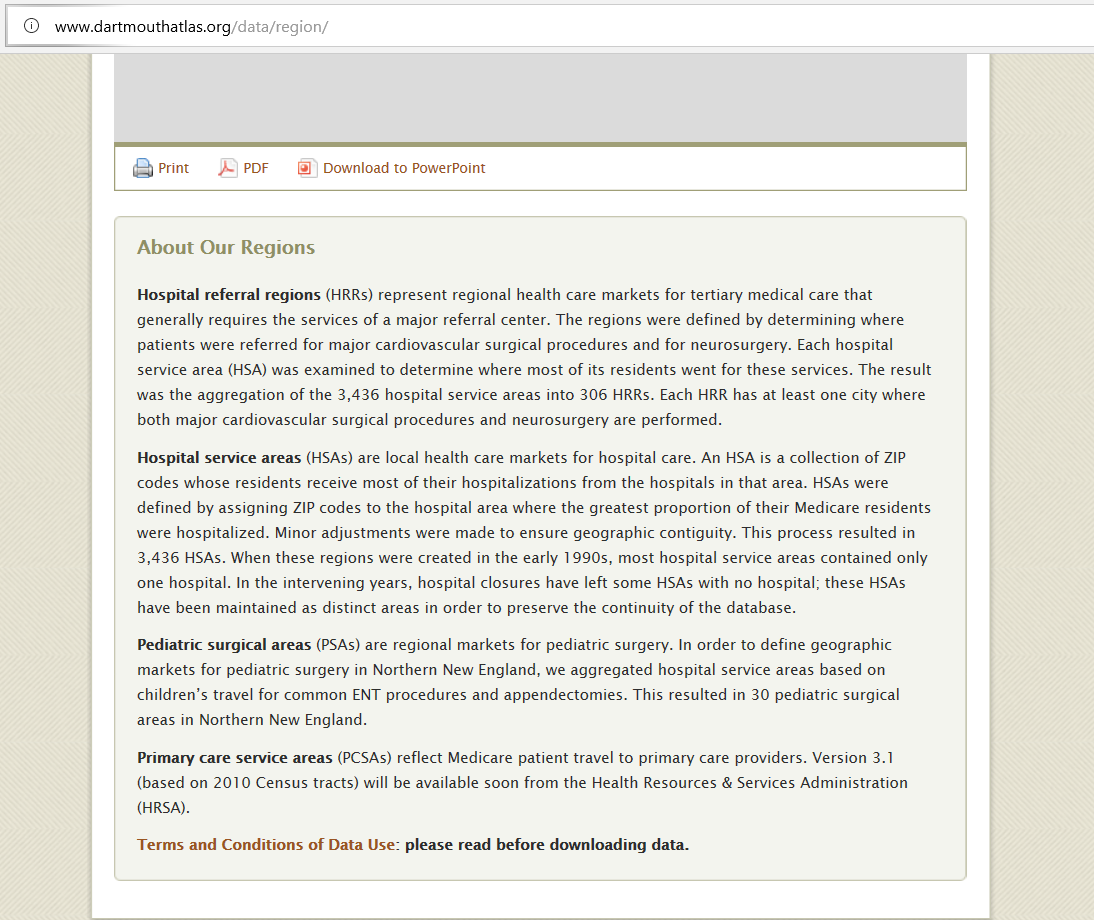 www.dartmouthatlas.org/data/region/
Print PDF Download to PowerPoint
About Our Regions
Hospital referral regions (HRRs) represent regional health care markets for tertiary medical care that
generally requires the services of a major referral center. The regions were defined by determining where
patients were referred for major cardiovascular surgical procedures and for neurosurgery. Each hospital
service area (HSA) was examined to determine where most of its residents went for these services. The result
was the aggregation of the 3,436 hospital service areas into 306 HRRs. Each HRR has at least one city where
both major cardiovascular surgical procedures and neurosurgery are performed.
Hospital service areas (HSAs) are local health care markets for hospital care. An HSA is a collection of ZIP
codes whose residents receive most of their hospitalizations from the hospitals in that area. HSAs were
defined by assigning ZIP codes to the hospital area where the greatest proportion of their Medicare residents
were hospitalized. Minor adjustments were made to ensure geographic contiguity. This process resulted in
3,436 HSAs. When these regions were created in the early 1990s, most hospital service areas contained only
one hospital. In the intervening years, hospital closures have left some HSAs with no hospital; these HSAs
have been maintained as distinct areas in order to preserve the continuity of the database.
Pediatric surgical areas (PSAs) are regional markets for pediatric surgery. In order to define geographic
markets for pediatric surgery in Northern New England, we aggregated hospital service areas based on
children’s travel for common ENT procedures and appendectomies. This resulted in 30 pediatric surgical
areas in Northern New England.
Primary care service areas (PCSAs) reflect Medicare patient travel to primary care providers. Version 3.1
(based on 2010 Census tracts) will be available soon from the Health Resources & Services Administration
(HRSA).
Terms and Conditions of Data Use: please read before downloading data.